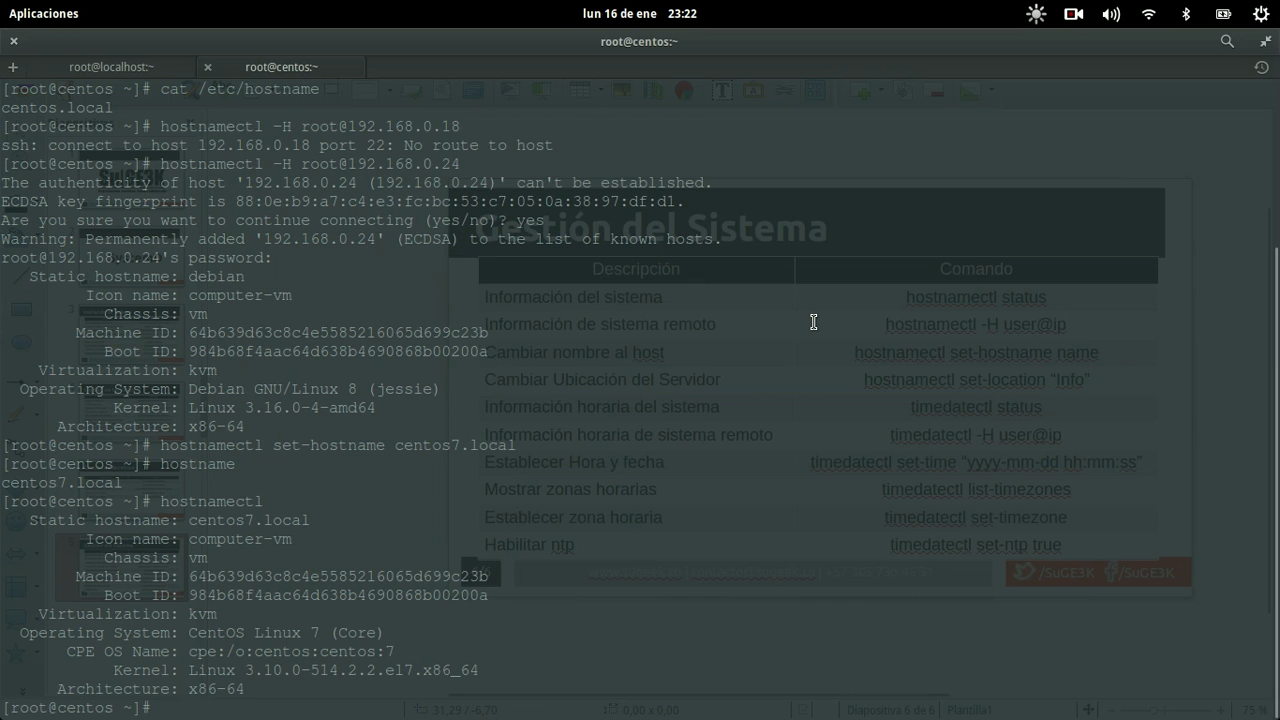 Aplicaciones
lun 16 de ene 23:22
root@centos:~
root@localhost:~
root@centos:~
[root@centos ~]# cat /etc/hostname
centos.local
[root@centos ~]# hostnamectl -H root@192.168.0.18
ssh: connect to host 192.168.0.18 port 22: No route to host
[root@centos ~]# hostnamectl -H root@192.168.0.24
The authenticity of host '192.168.0.24 (192.168.0.24)' can't be established.
ECDSA key fingerprint is 88:0e:b9:a7:c4:e3:fc:bc:53:c7:05:0a:38:97:df:d1.
Are you sure you want to continue connecting (yes/no)? yes
Warning: Permanently added '192.168.0.24' (ECDSA) to the list of known hosts.
root@192.168.0.24's password:
Static hostname: debian
Icon name: computer-vm
Chassis: vm
Machine ID: 64b639d63c8c4e5585216065d699c23b
Boot ID: 984b68f4aac64d638b4690868b00200a
Virtualization: kvm
Operating System: Debian GNU/Linux 8 (jessie)
Kernel: Linux 3.16.0-4-amd64
Architecture: x86-64
[root@centos ~]# hostnamectl set-hostname centos7.local
[root@centos ~]# hostname
centos7.local
[root@centos ~]# hostnamectl
Static hostname: centos7.local
Icon name: computer-vm
Chassis: vm
Machine ID: 64b639d63c8c4e5585216065d699c23b
Boot ID: 984b68f4aac64d638b4690868b00200a
Virtualization: kvm
Operating System: CentOS Linux 7 (Core)
CPE OS Name: cpe:/o:centos:centos:7
Kernel: Linux 3.10.0-514.2.2.el7.x86_64
Architecture: x86-64
[root@centos ~]#
SuGE3K
Gestión del Sistema
Descripción Comando
Información del sistema hostnamectl status
Información de sistema remoto hostnamectl -H user@ip
Cambiar nombre al host hostnamectl set-hostname name
Cambiar Ubicación del Servidor hostnamectl set-location “Info”
Información horaria del sistema timedatectl status
Información horaria de sistema remoto timedatectl -H user@ip
Establecer Hora y fecha timedatectl set-time “yyyy-mm-dd hh:mm:ss”
Mostrar zonas horarias timedatectl list-timezones
Establecer zona horaria timedatectl set-timezone
Habilitar ntp timedatectl set-ntp true
/SuGE3K /SuGE3K
31,29 / -6,70 0,00 x 0,00 Diapositiva 6 de 6 Plantilla1 75 %